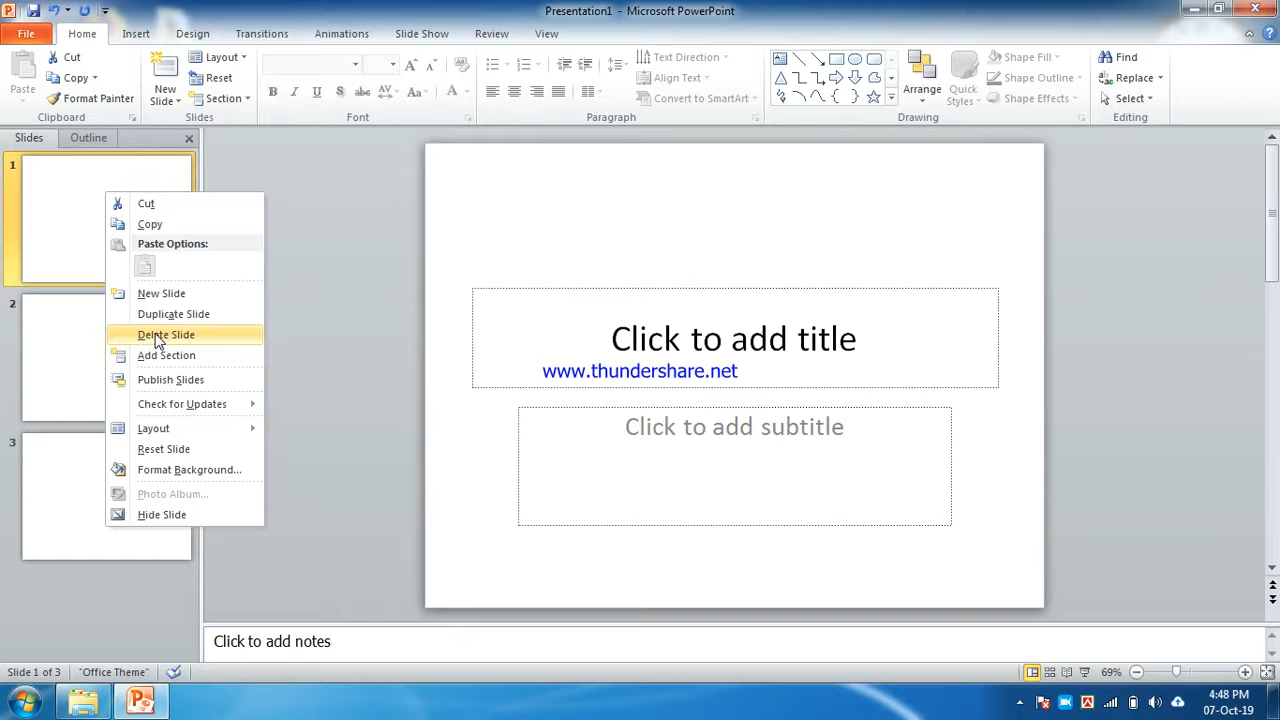 Presentation1 - Microsoft PowerPoint
File Home Insert Design Transitions Animations Slide Show Review View
Cut
Copy
Format Painter
Paste
Clipboard
New Slide
Layout
Reset
Section
Slides
B I U S abc AV Aa A
Font
Text Direction
Align Text
Convert to SmartArt
Paragraph
Arrange
Quick Styles
Shape Fill
Shape Outline
Shape Effects
Drawing
Find
Replace
Select
Editing
Slides Outline
1
2
3
Cut
Copy
Paste Options:
New Slide
Duplicate Slide
Delete Slide
Add Section
Publish Slides
Check for Updates
Layout
Reset Slide
Format Background...
Photo Album...
Hide Slide
Click to add title
www.thundershare.net
Click to add subtitle
Click to add notes
Slide 1 of 3 "Office Theme" 69%
4:48 PM
07-Oct-19